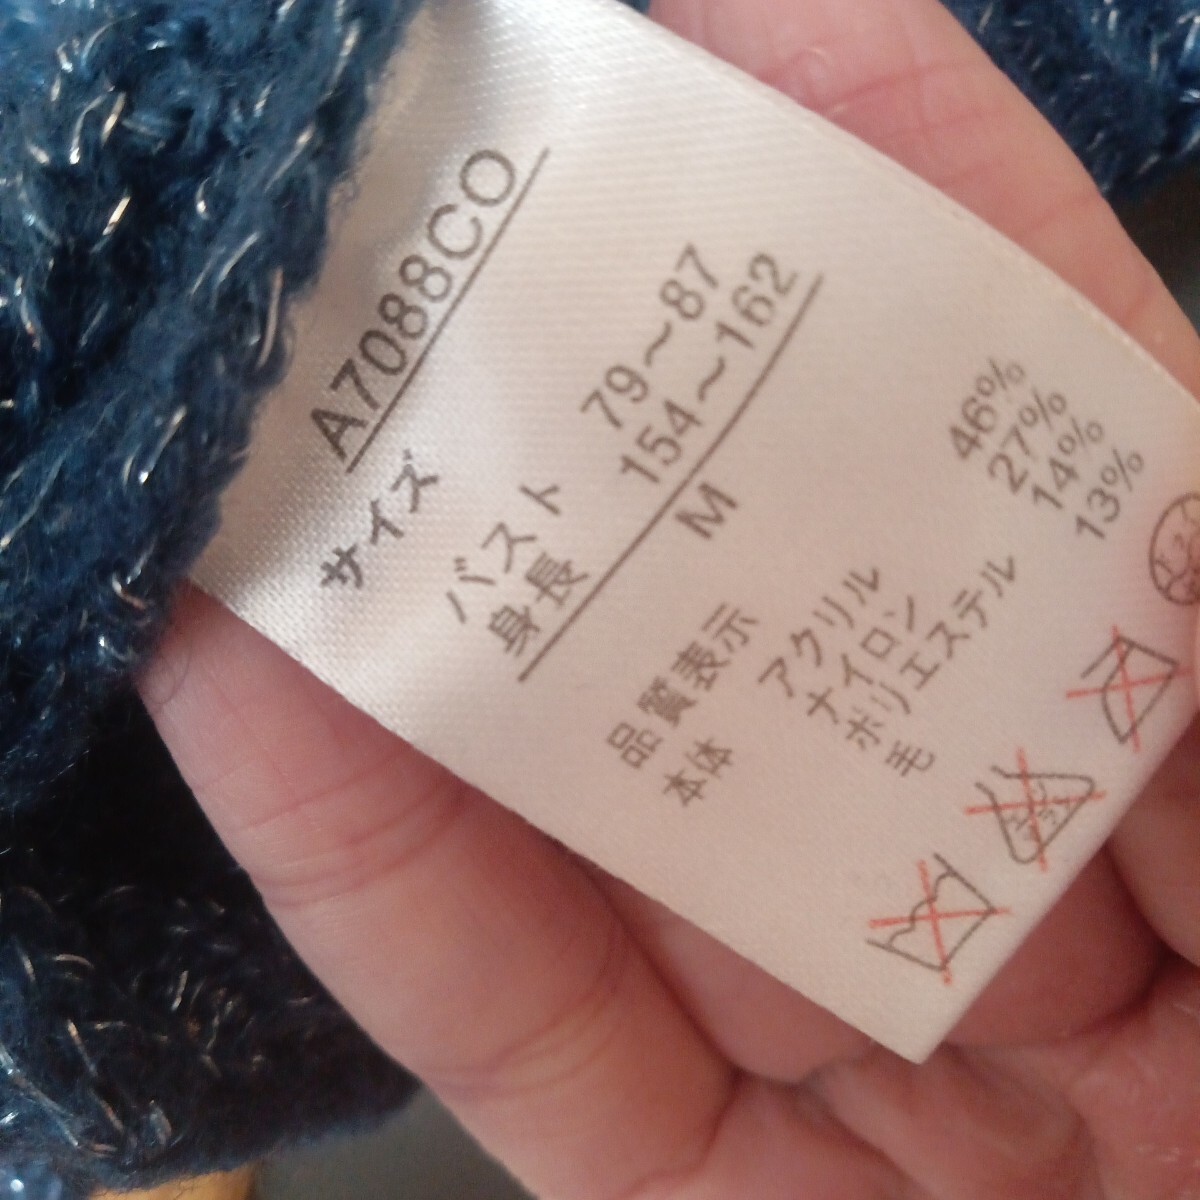 A7088CO
サイズ
バスト 79～87
身長 154～162
M
品質表示
本体 アクリル 46%
ナイロン 27%
ポリエステル 14%
毛 13%